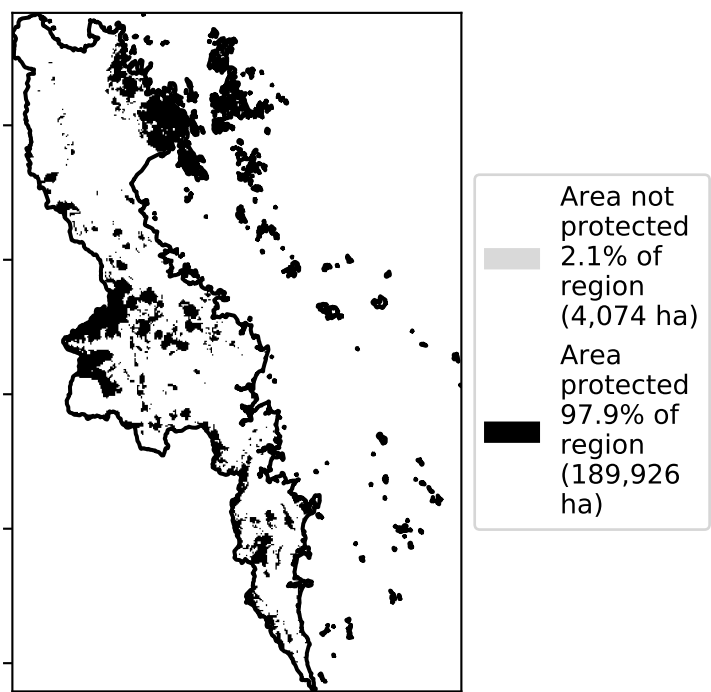 Area not
protected
2.1% of
region
(4,074 ha)
Area
protected
97.9% of
region
(189,926
ha)